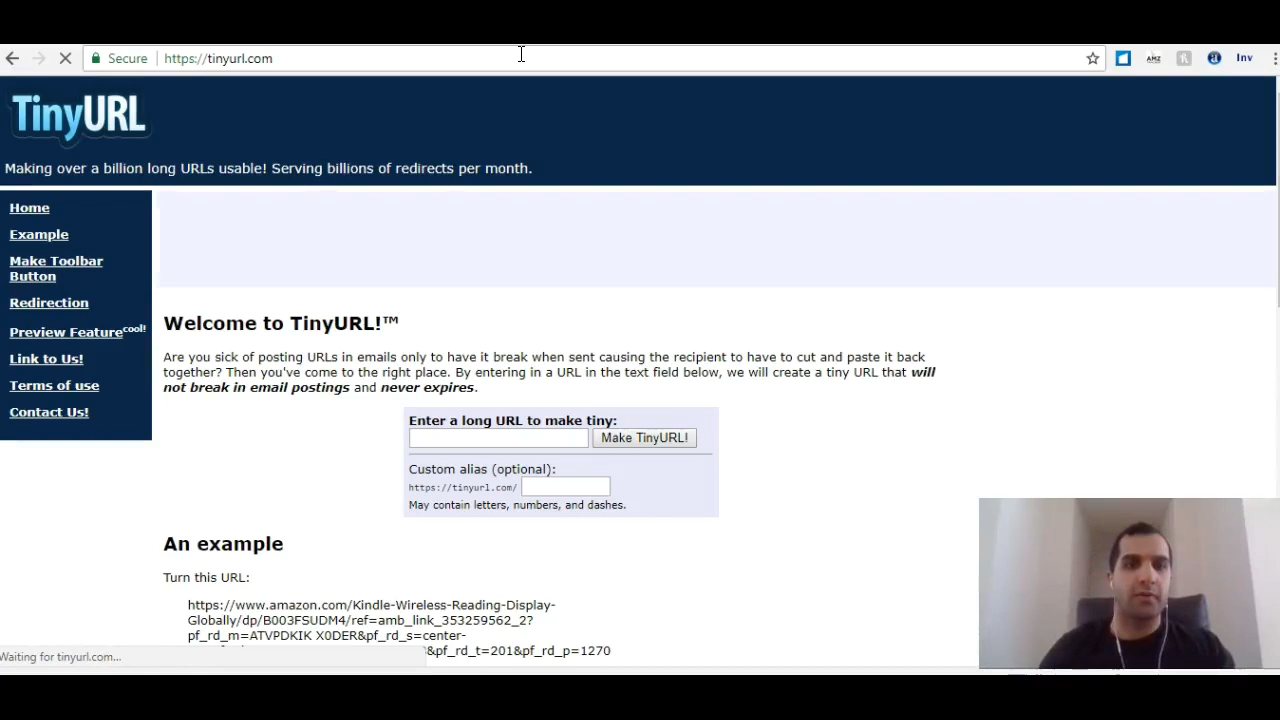 Secure
https://tinyurl.com
AMZ
a
Inv
TinyURL
Making over a billion long URLs usable! Serving billions of redirects per month.
Home
Example
Make Toolbar
Button
Redirection
Preview Feature cool!
Link to Us!
Terms of use
Contact Us!
Welcome to TinyURL!™
Are you sick of posting URLs in emails only to have it break when sent causing the recipient to have to cut and paste it back
together? Then you've come to the right place. By entering in a URL in the text field below, we will create a tiny URL that will
not break in email postings and never expires.
Enter a long URL to make tiny:
Make TinyURL!
Custom alias (optional):
https://tinyurl.com/
May contain letters, numbers, and dashes.
An example
Turn this URL:
https://www.amazon.com/Kindle-Wireless-Reading-Display-
Globally/dp/B003FSUDM4/ref=amb_link_353259562_2?
pf_rd_m=ATVPDKIK X0DER&pf_rd_s=center-
&pf_rd_t=201&pf_rd_p=1270
Waiting for tinyurl.com...